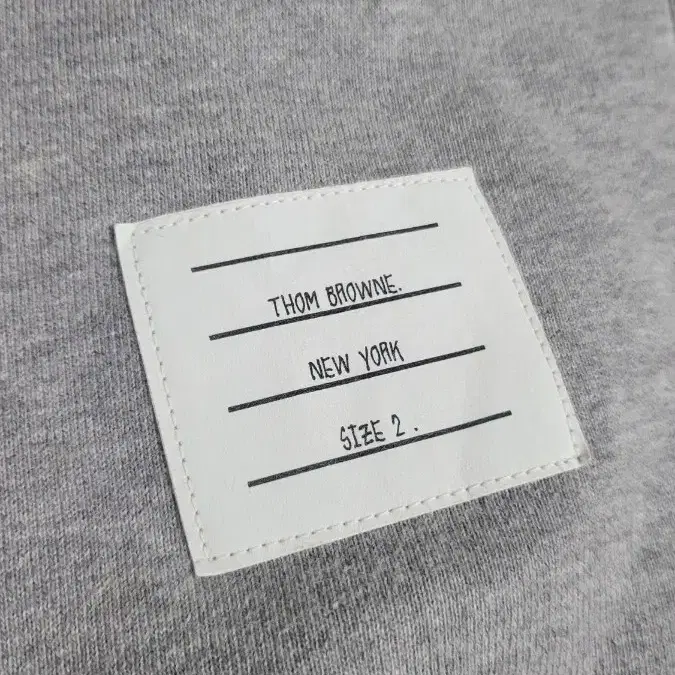 THOM BROWNE.
NEW YORK
SIZE 2.